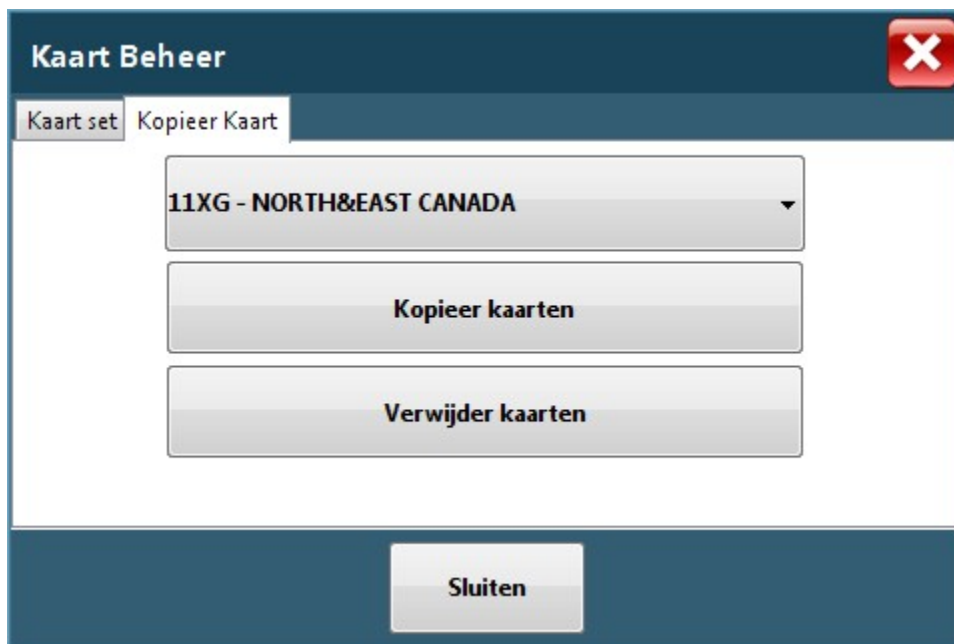 Kaart Beheer
Kaart set Kopieer Kaart
11XG - NORTH&EAST CANADA
Kopieer kaarten
Verwijder kaarten
Sluiten